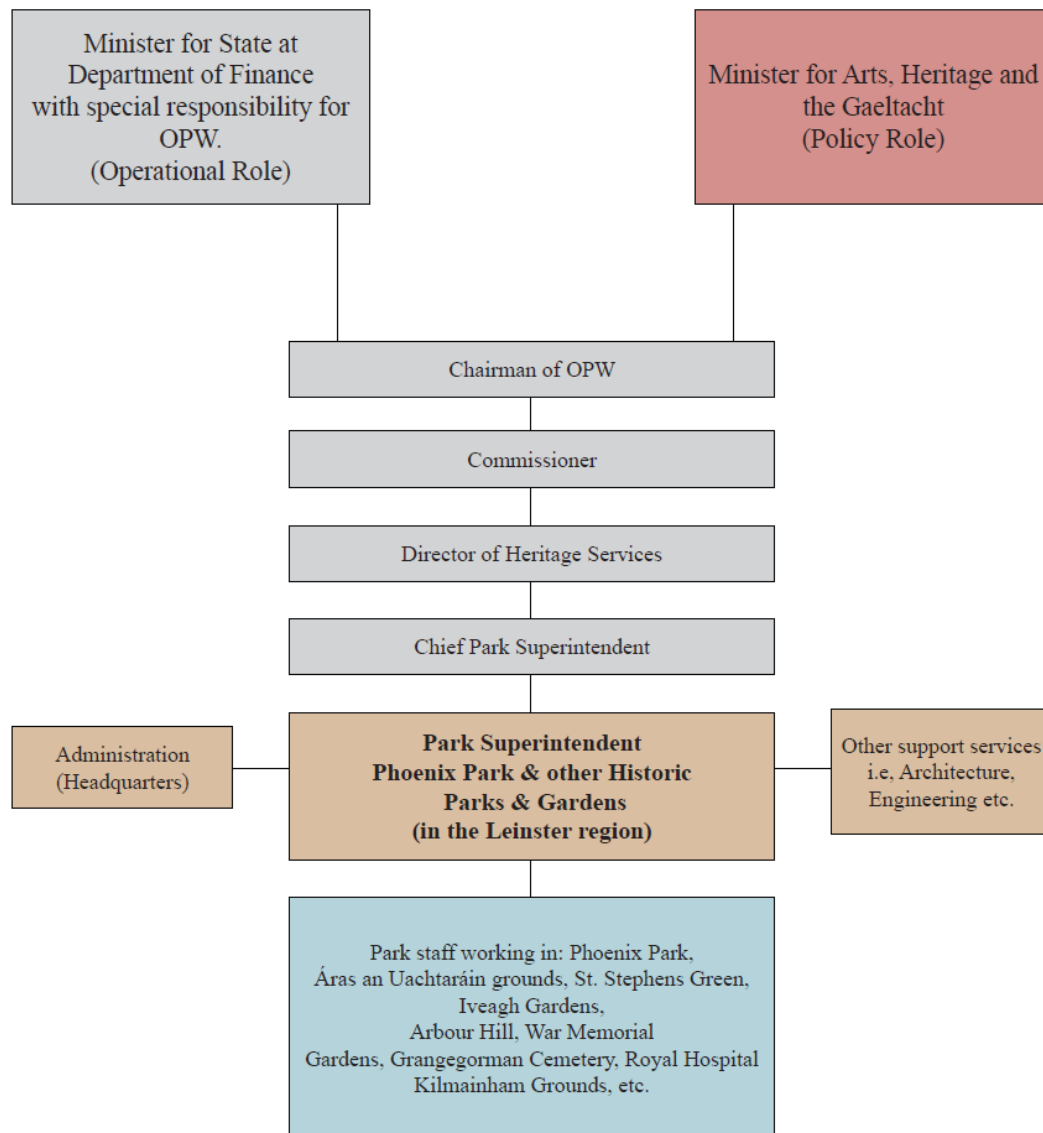 Minister for State at
Department of Finance
with special responsibility for
OPW.
(Operational Role)
Minister for Arts, Heritage and
the Gaeltacht
(Policy Role)
Chairman of OPW
Commissioner
Director of Heritage Services
Chief Park Superintendent
Administration
(Headquarters)
Park Superintendent
Phoenix Park & other Historic
Parks & Gardens
(in the Leinster region)
Other support services
i.e, Architecture,
Engineering etc.
Park staff working in: Phoenix Park,
Áras an Uachtaráin grounds, St. Stephens Green,
Iveagh Gardens,
Arbour Hill, War Memorial
Gardens, Grangegorman Cemetery, Royal Hospital
Kilmainham Grounds, etc.